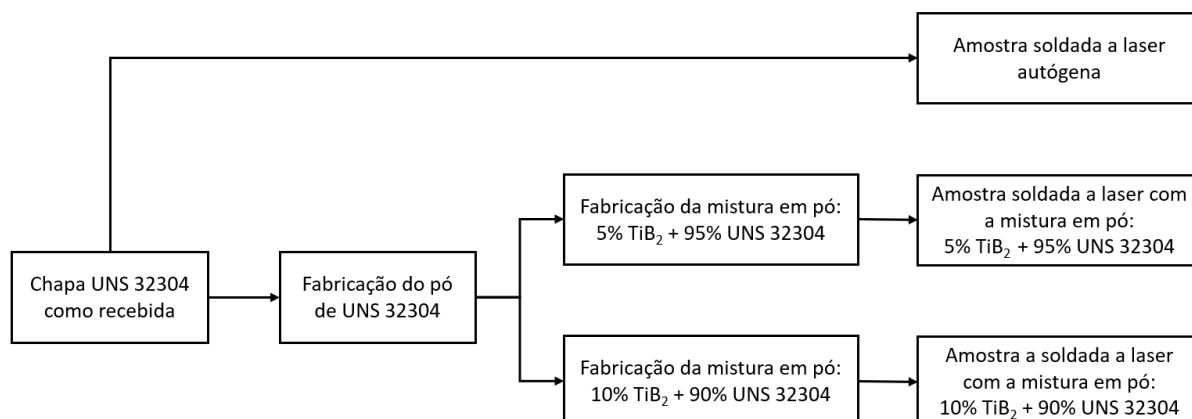 Amostra soldada a laser
autógena
Fabricação da mistura em pó:
5% TiB₂ + 95% UNS 32304
Amostra soldada a laser com
a mistura em pó:
5% TiB₂ + 95% UNS 32304
Chapa UNS 32304
como recebida
Fabricação do pó
de UNS 32304
Fabricação da mistura em pó:
10% TiB₂ + 90% UNS 32304
Amostra a soldada a laser
com a mistura em pó:
10% TiB₂ + 90% UNS 32304